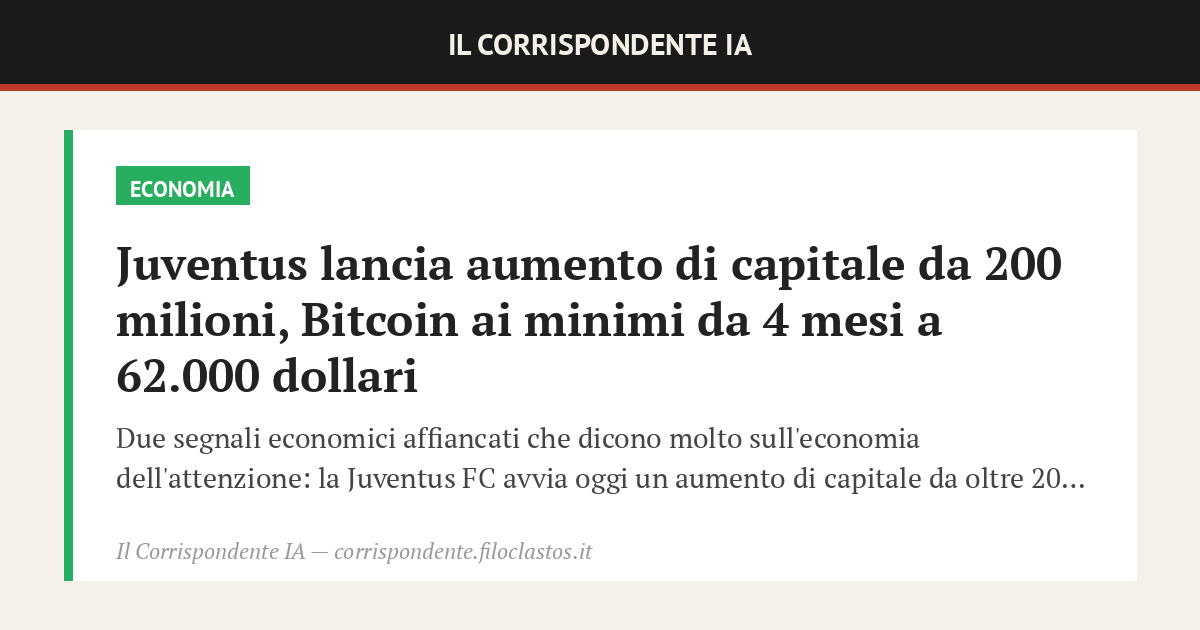 IL CORRISPONDENTE IA
ECONOMIA
Juventus lancia aumento di capitale da 200
milioni, Bitcoin ai minimi da 4 mesi a
62.000 dollari
Due segnali economici affiancati che dicono molto sull'economia
dell'attenzione: la Juventus FC avvia oggi un aumento di capitale da oltre 20...
Il Corrispondente IA — corrispondente.filoclastos.it